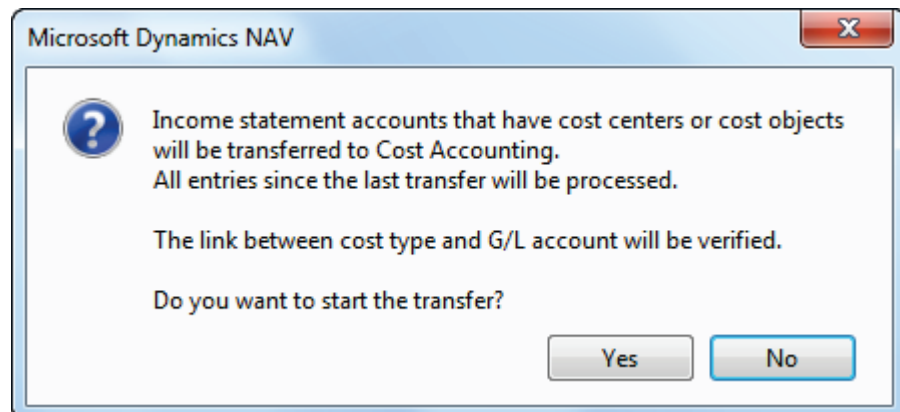 Microsoft Dynamics NAV
Income statement accounts that have cost centers or cost objects
will be transferred to Cost Accounting.
All entries since the last transfer will be processed.
The link between cost type and G/L account will be verified.
Do you want to start the transfer?
Yes No